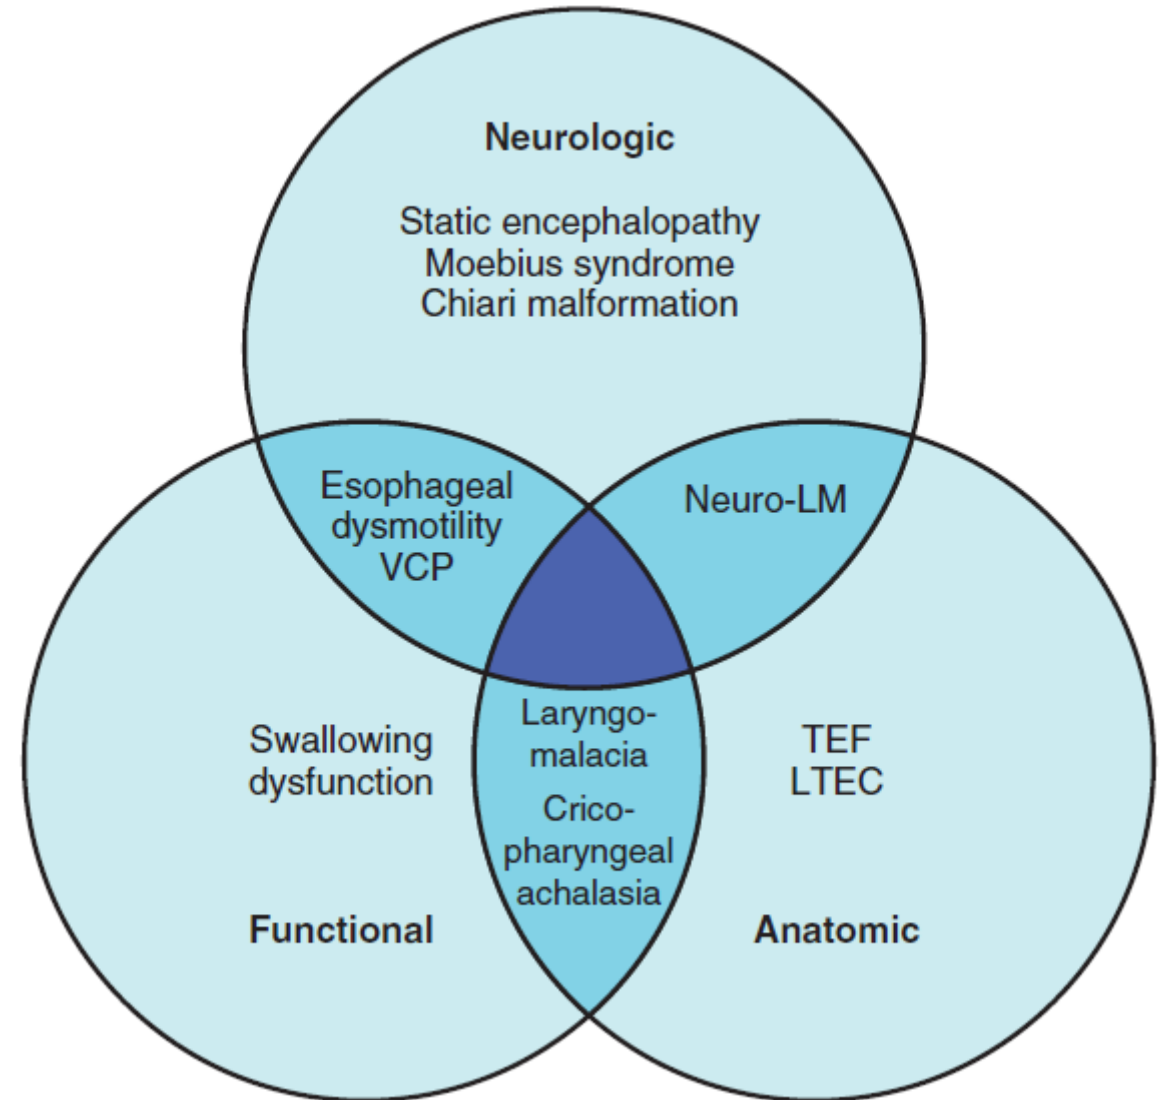 Neurologic
Static encephalopathy
Moebius syndrome
Chiari malformation
Esophageal
dysmotility
VCP
Neuro-LM
Swallowing
dysfunction
Functional
Laryngo-
malacia
Crico-
pharyngeal
achalasia
TEF
LTEC
Anatomic